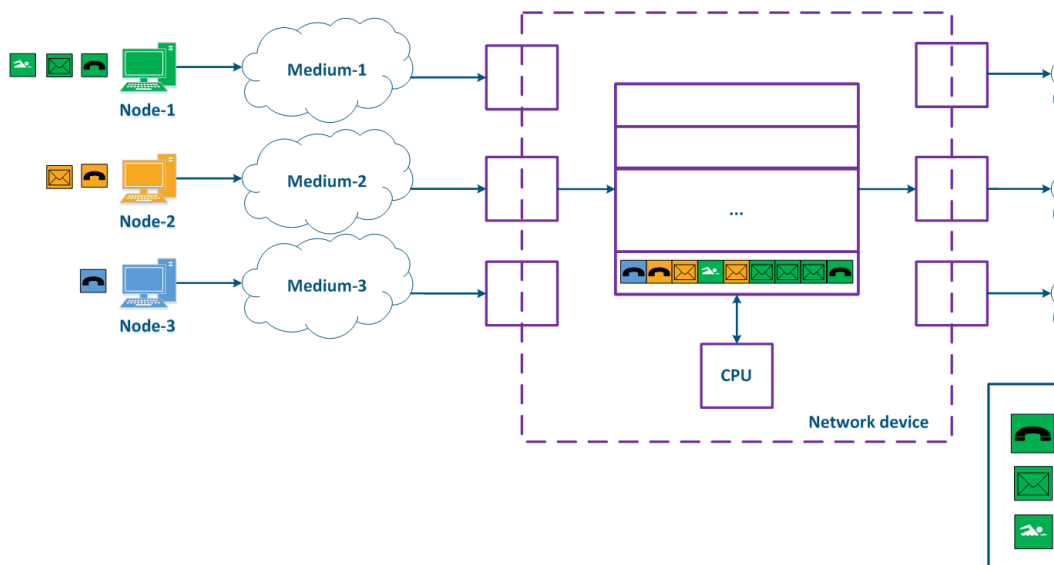 Medium-1
Node-1
Medium-2
Node-2
...
Medium-3
Node-3
CPU
Network device